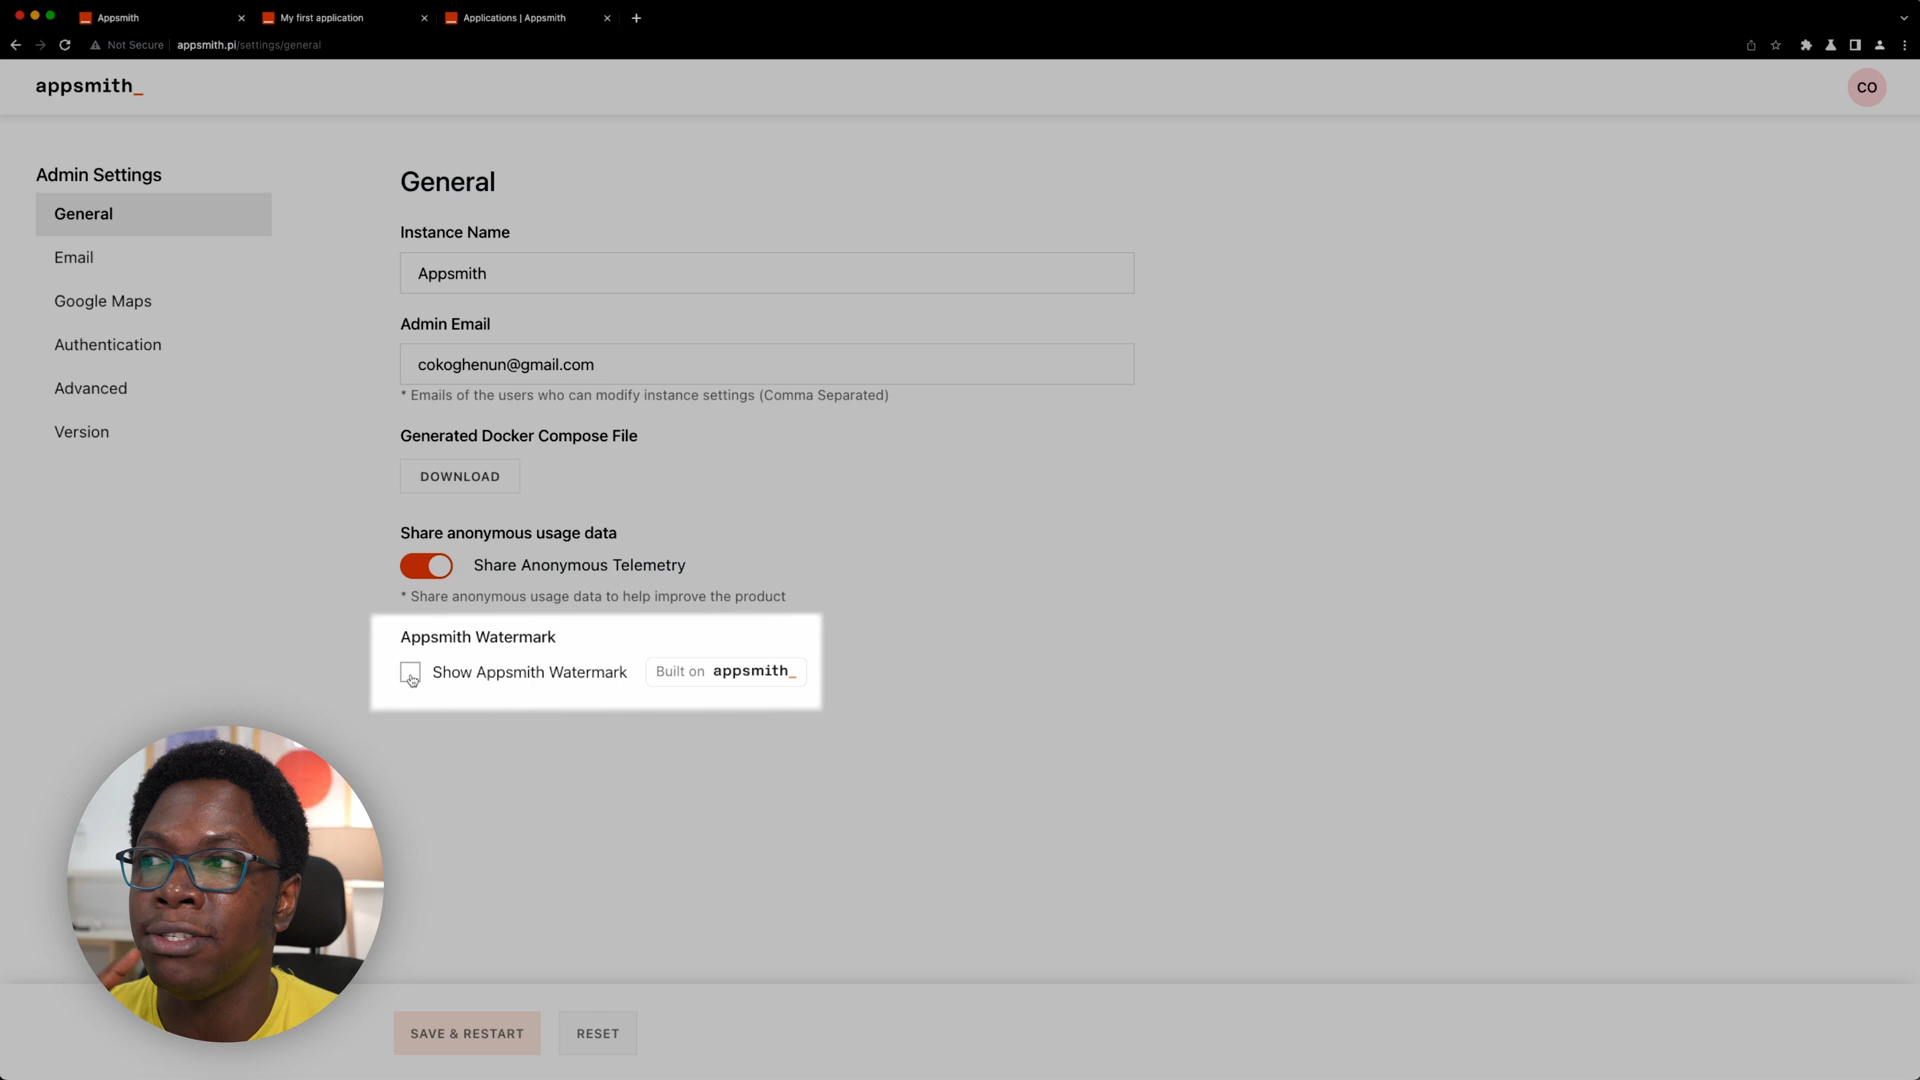 Appsmith
My first application
Applications | Appsmith
Not Secure
appsmith.pi/settings/general
appsmith_
CO
Admin Settings
General
Email
Google Maps
Authentication
Advanced
Version
General
Instance Name
Appsmith
Admin Email
cokoghenun@gmail.com
* Emails of the users who can modify instance settings (Comma Separated)
Generated Docker Compose File
DOWNLOAD
Share anonymous usage data
Share Anonymous Telemetry
* Share anonymous usage data to help improve the product
Appsmith Watermark
Show Appsmith Watermark
Built on appsmith_
SAVE & RESTART
RESET